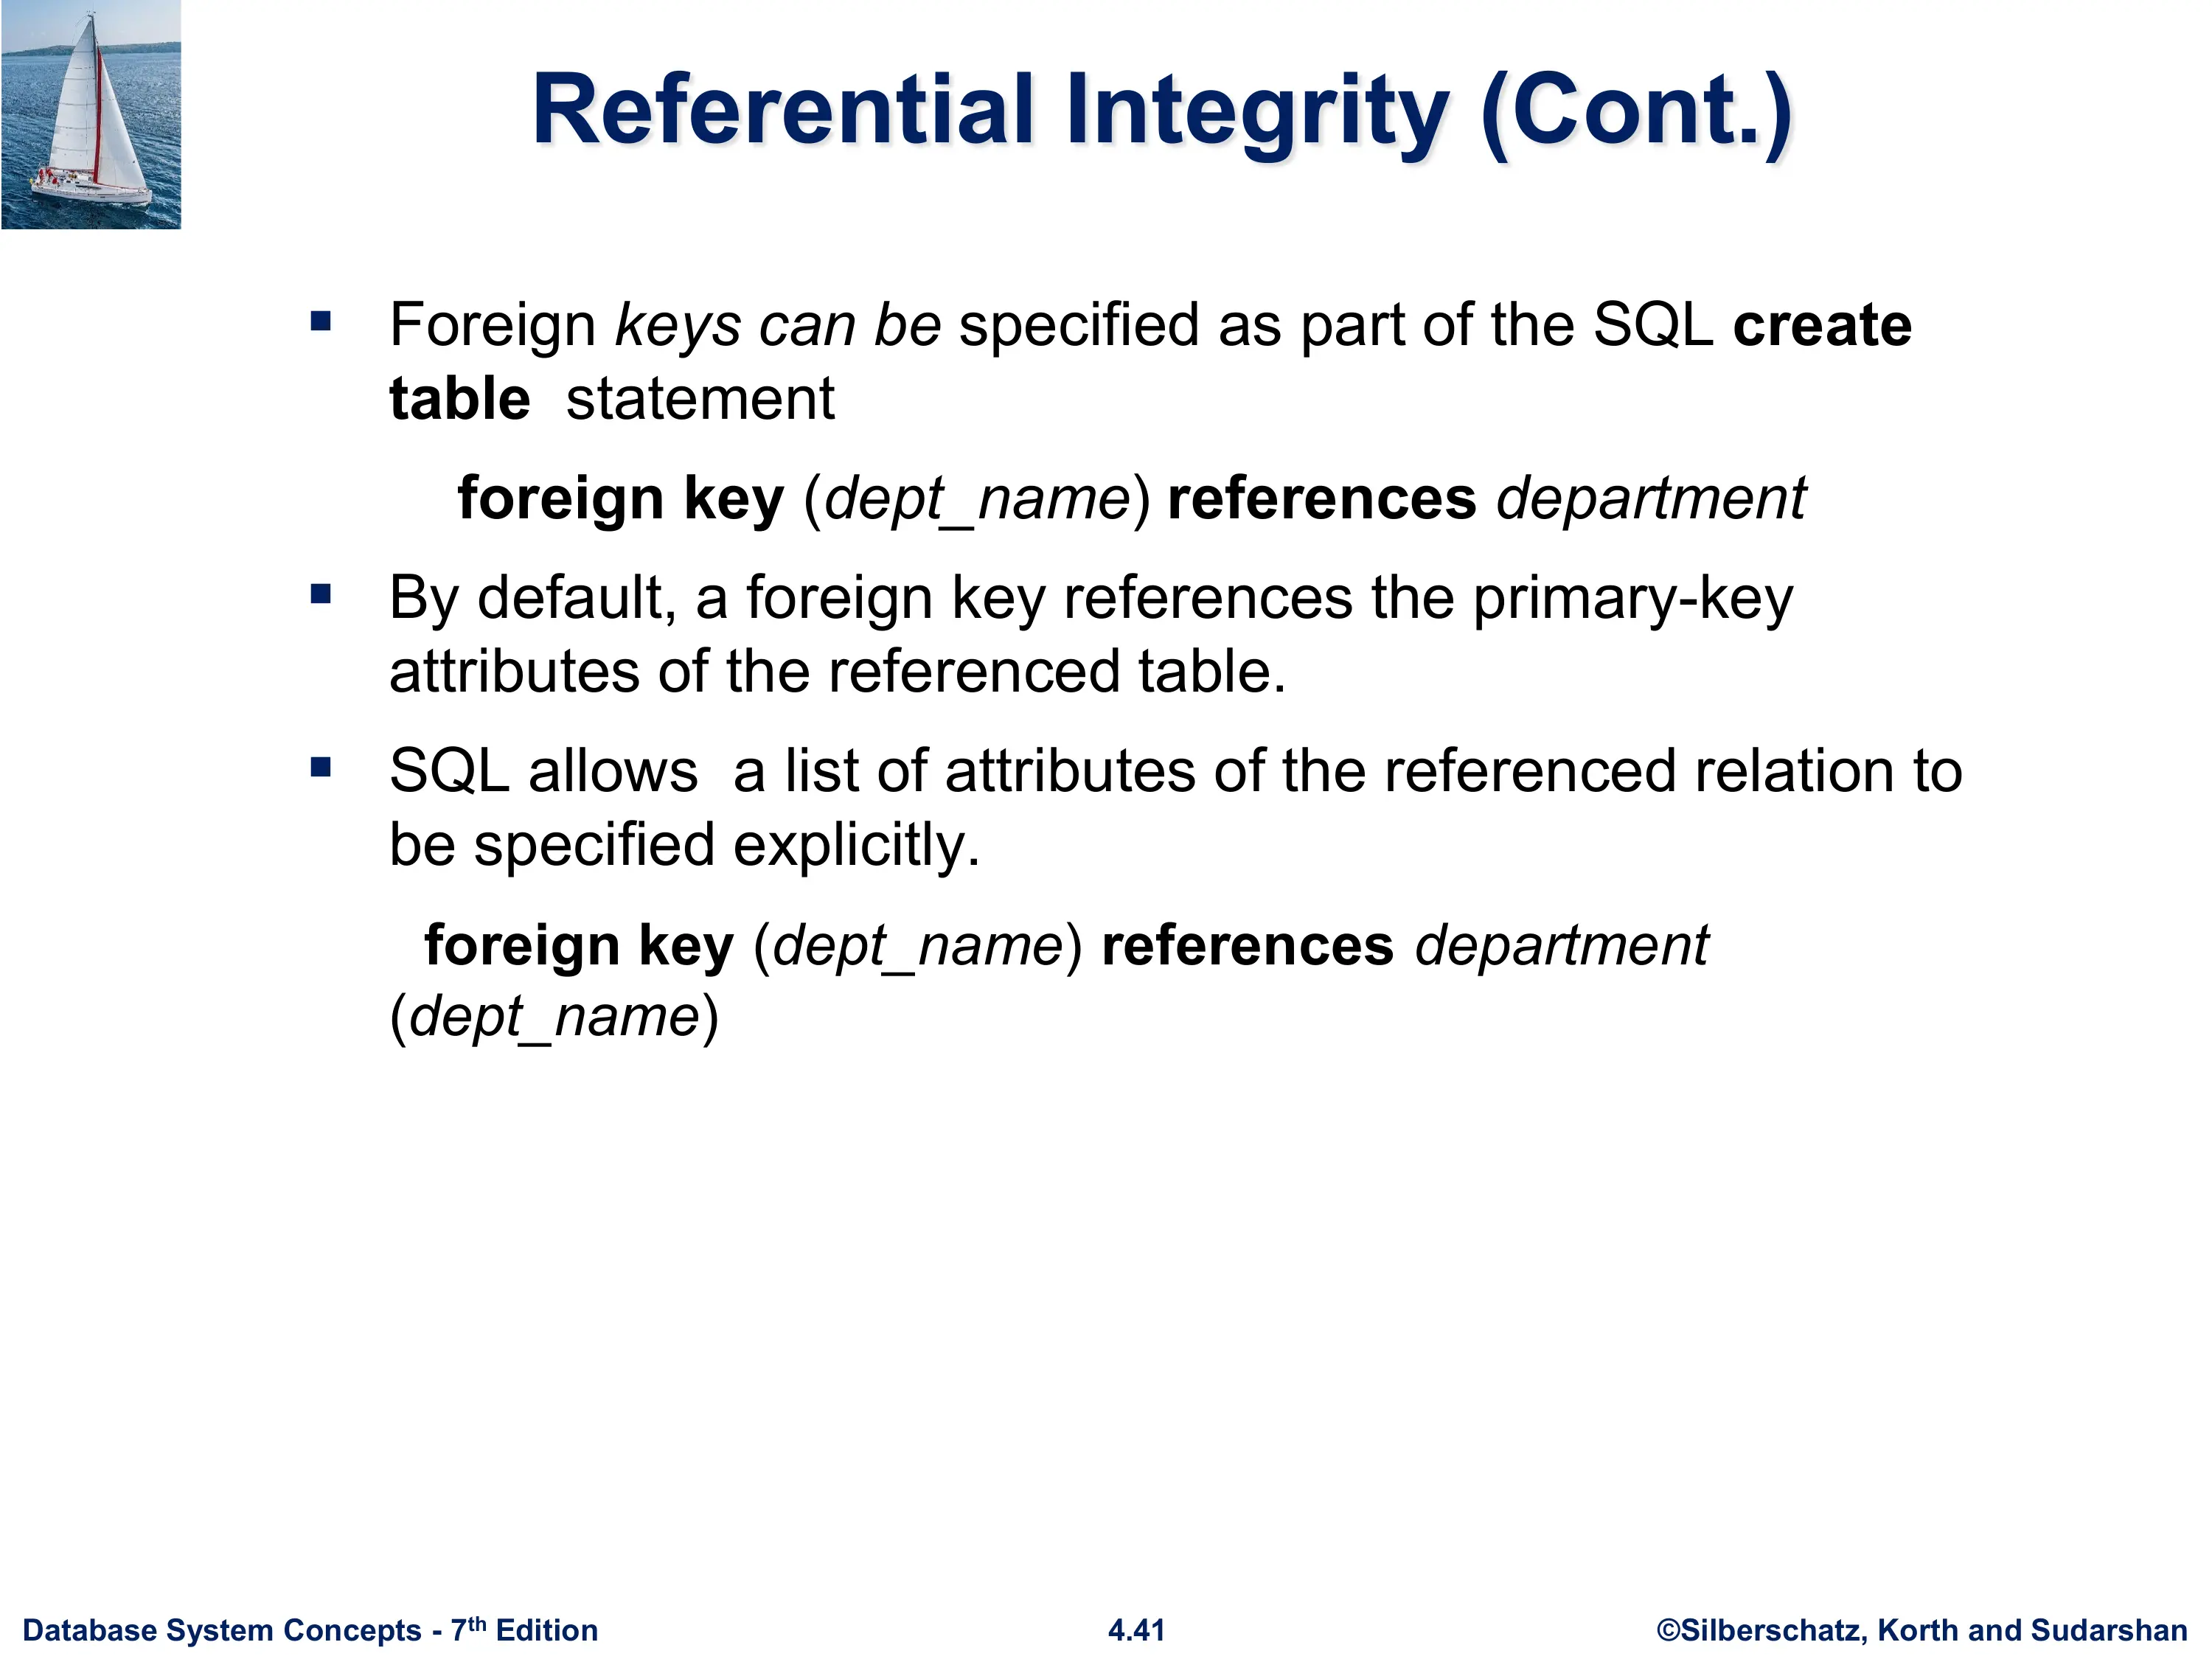 Referential Integrity (Cont.)
Foreign keys can be specified as part of the SQL create
table statement
foreign key (dept_name) references department
By default, a foreign key references the primary-key
attributes of the referenced table.
SQL allows a list of attributes of the referenced relation to
be specified explicitly.
foreign key (dept_name) references department
(dept_name)
Database System Concepts - 7th Edition
4.41
©Silberschatz, Korth and Sudarshan